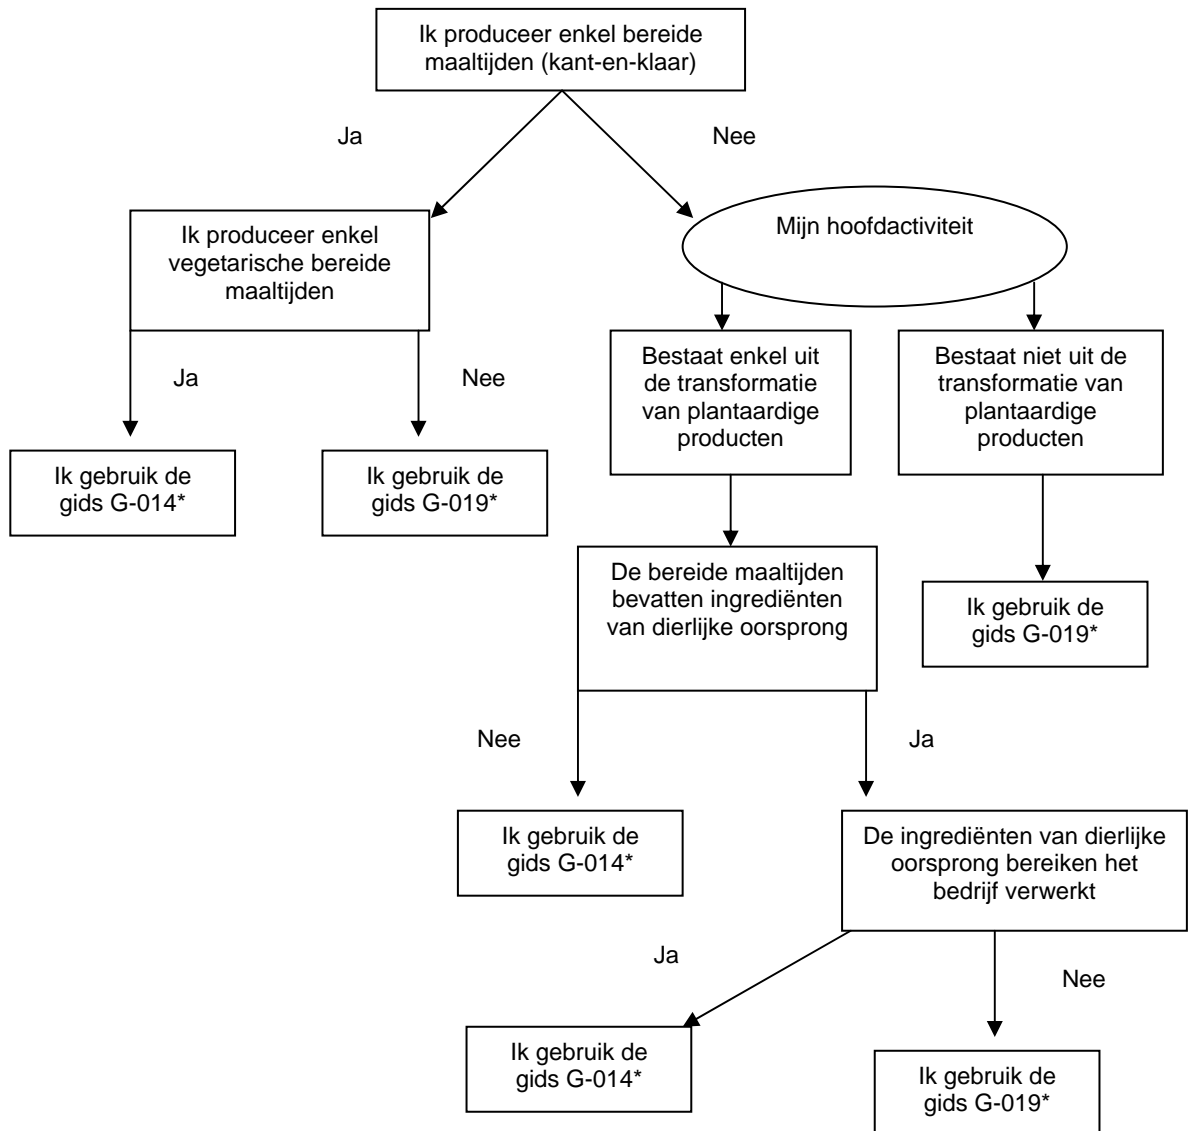 Ik produceer enkel bereide
maaltijden (kant-en-klaar)
Ja
Nee
Ik produceer enkel
vegetarische bereide
maaltijden
Mijn hoofdactiviteit
Ja
Nee
Bestaat enkel uit
de transformatie
van plantaardige
producten
Bestaat niet uit de
transformatie van
plantaardige
producten
Ik gebruik de
gids G-014*
Ik gebruik de
gids G-019*
De bereide maaltijden
bevatten ingrediënten
van dierlijke oorsprong
Ik gebruik de
gids G-019*
Nee
Ja
Ik gebruik de
gids G-014*
De ingrediënten van dierlijke
oorsprong bereiken het
bedrijf verwerkt
Ja
Nee
Ik gebruik de
gids G-014*
Ik gebruik de
gids G-019*